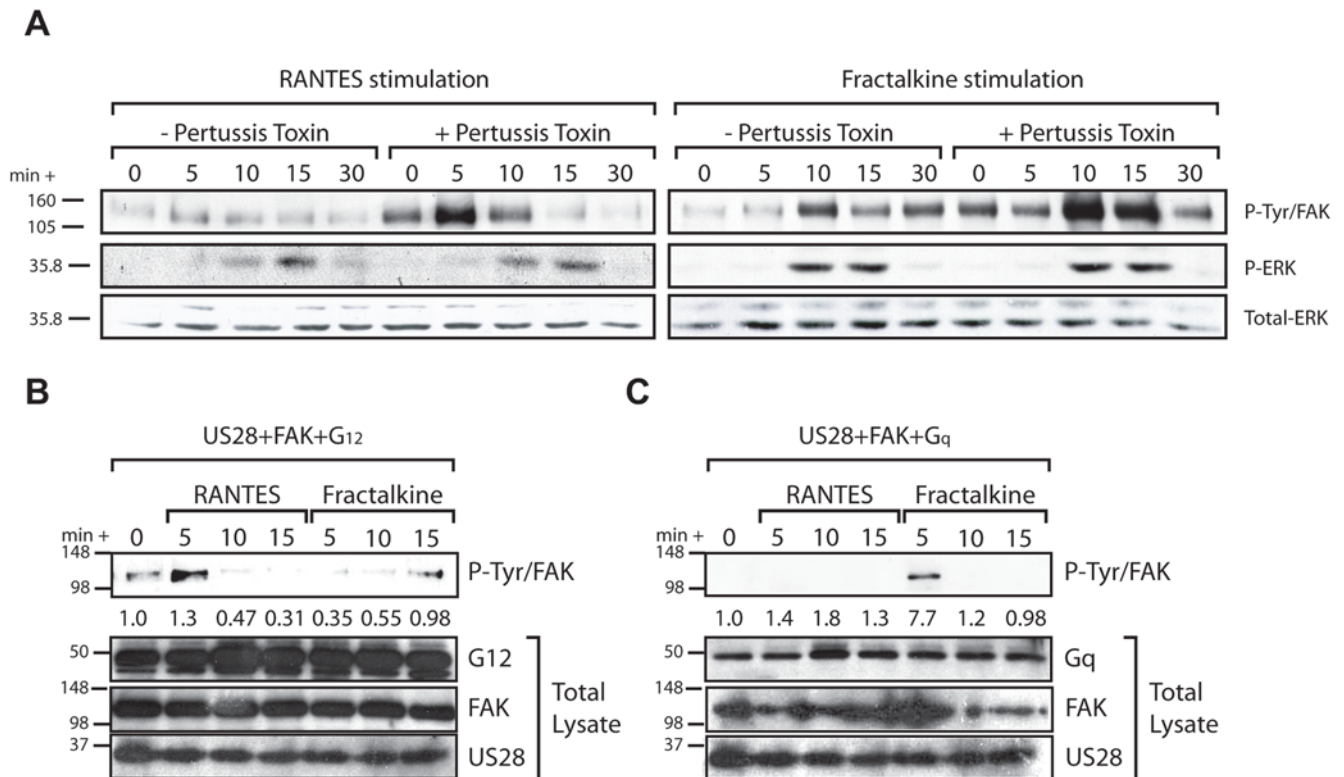 A
RANTES stimulation
Fractalkine stimulation
- Pertussis Toxin
+ Pertussis Toxin
- Pertussis Toxin
+ Pertussis Toxin
min + 0 5 10 15 30 0 5 10 15 30 0 5 10 15 30 0 5 10 15 30
160
105
P-Tyr/FAK
35.8
P-ERK
35.8
Total-ERK
B
US28+FAK+G12
RANTES Fractalkine
min + 0 5 10 15 5 10 15
148
98
P-Tyr/FAK
1.0 1.3 0.47 0.31 0.35 0.55 0.98
50
G12
148
98
FAK
37
US28
Total
Lysate
C
US28+FAK+Gq
RANTES Fractalkine
min + 0 5 10 15 5 10 15
148
98
P-Tyr/FAK
1.0 1.4 1.8 1.3 7.7 1.2 0.98
50
Gq
148
98
FAK
37
US28
Total
Lysate